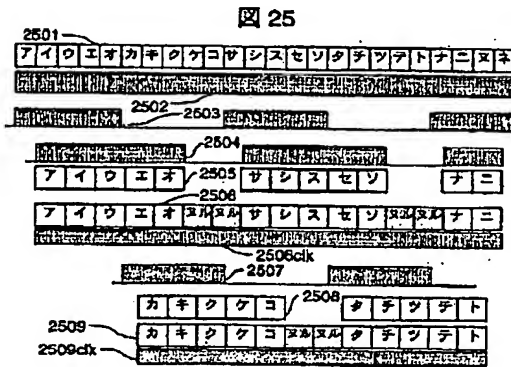 図 25
2501
アイウエオカキクケコサシスセソタチツテトナニヌネ
2502
2503
2504
アイウエオ 2505 サシスセソ ナニ
2506
アイウエオヌルヌルサシスセソヌルヌルナニ
2506clk
2507
カキクケコ 2508 タチツテト
2509 カキクケコヌルヌルタチツテト
2509clk